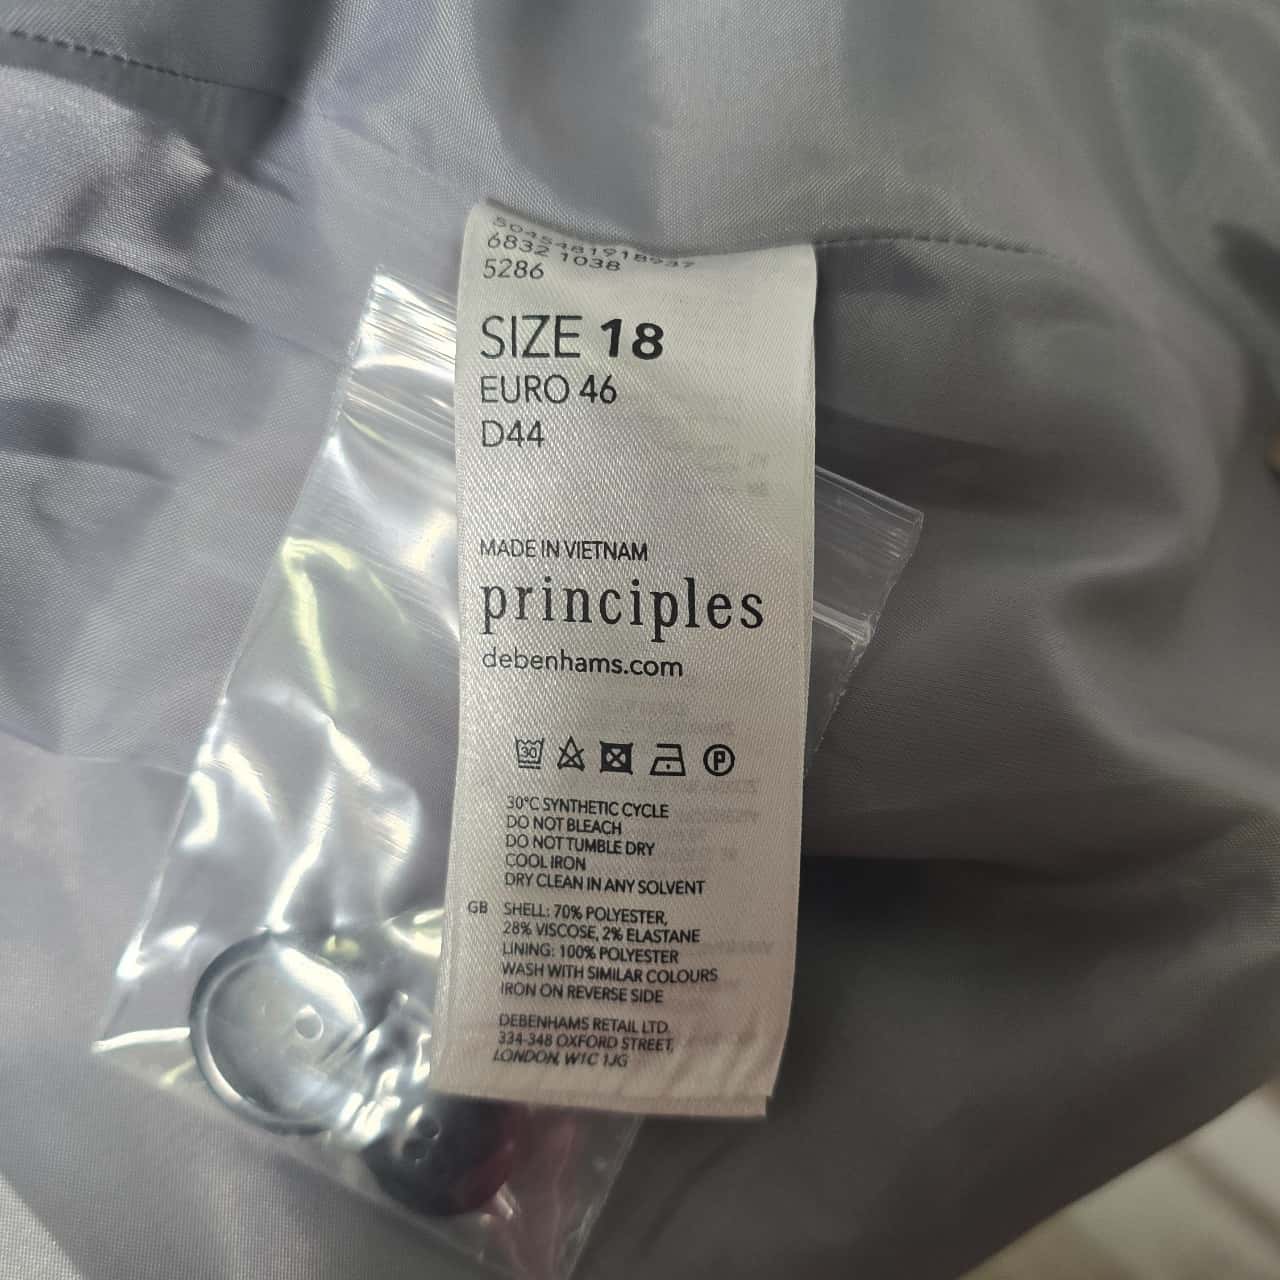 5045481918937
6832 1038
5286
SIZE 18
EURO 46
D44
MADE IN VIETNAM
principles
debenhams.com
30 P
30°C SYNTHETIC CYCLE
DO NOT BLEACH
DO NOT TUMBLE DRY
COOL IRON
DRY CLEAN IN ANY SOLVENT
GB SHELL: 70% POLYESTER,
28% VISCOSE, 2% ELASTANE
LINING: 100% POLYESTER
WASH WITH SIMILAR COLOURS
IRON ON REVERSE SIDE
DEBENHAMS RETAIL LTD.
334-348 OXFORD STREET,
LONDON, W1C 1JG